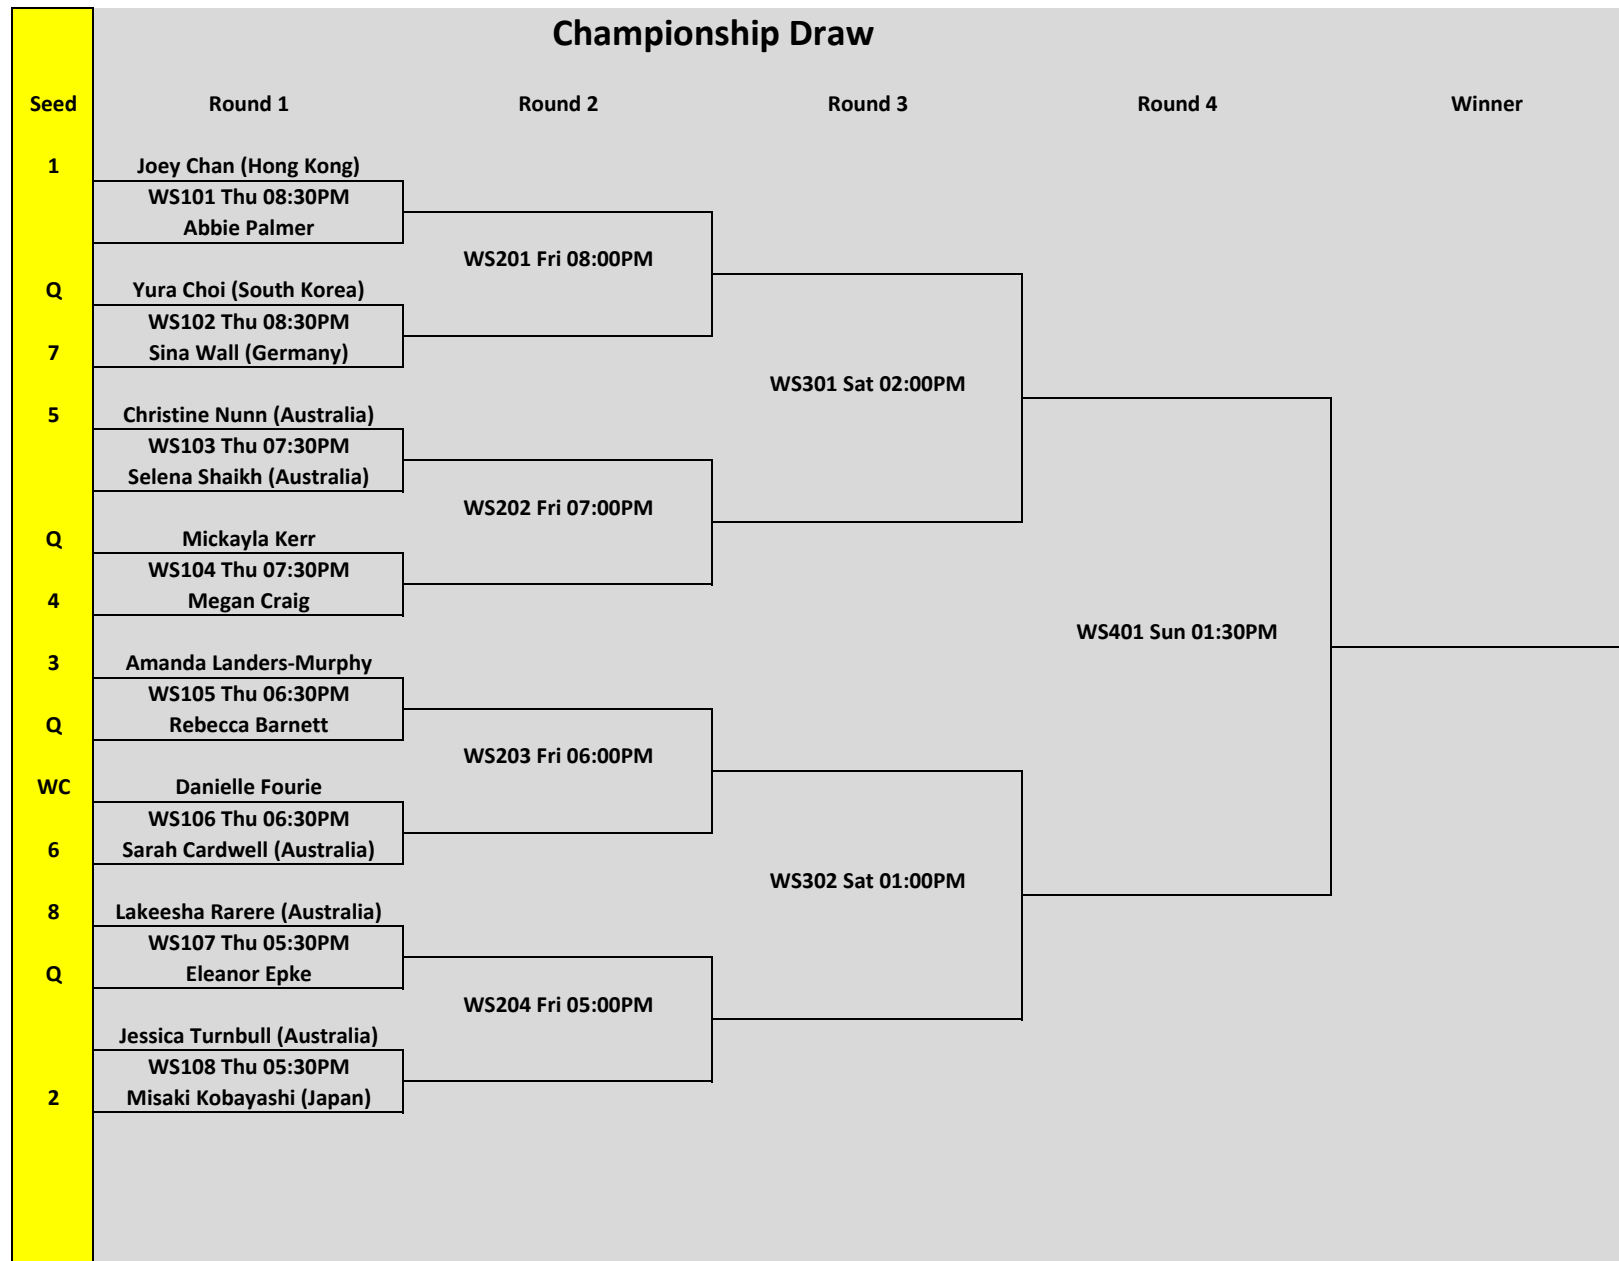 Championship Draw
Seed Round 1 Round 2 Round 3 Round 4 Winner
1 Joey Chan (Hong Kong)
WS101 Thu 08:30PM
Abbie Palmer
WS201 Fri 08:00PM
Q Yura Choi (South Korea)
WS102 Thu 08:30PM
7 Sina Wall (Germany)
WS301 Sat 02:00PM
5 Christine Nunn (Australia)
WS103 Thu 07:30PM
Selena Shaikh (Australia)
WS202 Fri 07:00PM
Q Mickayla Kerr
WS104 Thu 07:30PM
4 Megan Craig
WS401 Sun 01:30PM
3 Amanda Landers-Murphy
WS105 Thu 06:30PM
Q Rebecca Barnett
WS203 Fri 06:00PM
WC Danielle Fourie
WS106 Thu 06:30PM
6 Sarah Cardwell (Australia)
WS302 Sat 01:00PM
8 Lakeesha Rarere (Australia)
WS107 Thu 05:30PM
Q Eleanor Epke
WS204 Fri 05:00PM
Jessica Turnbull (Australia)
WS108 Thu 05:30PM
2 Misaki Kobayashi (Japan)